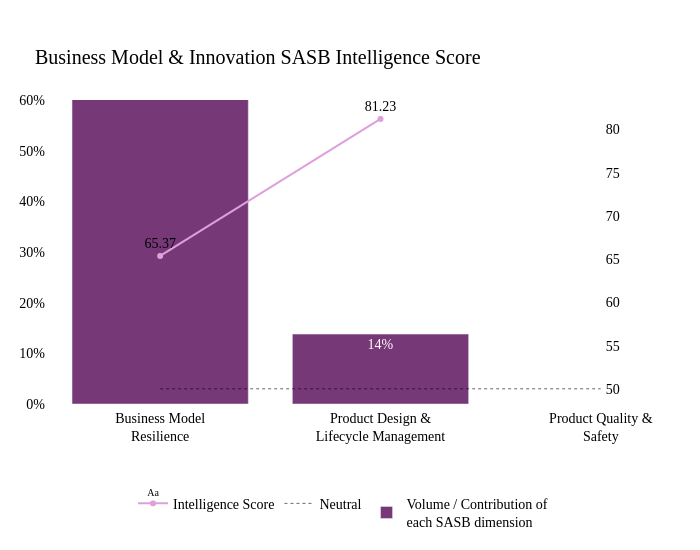 Business Model & Innovation SASB Intelligence Score
60%
50%
40%
30%
20%
10%
0%
65.37
81.23
14%
80
75
70
65
60
55
50
Business Model
Resilience
Product Design &
Lifecycle Management
Product Quality &
Safety
Aa
Intelligence Score
Neutral
Volume / Contribution of
each SASB dimension